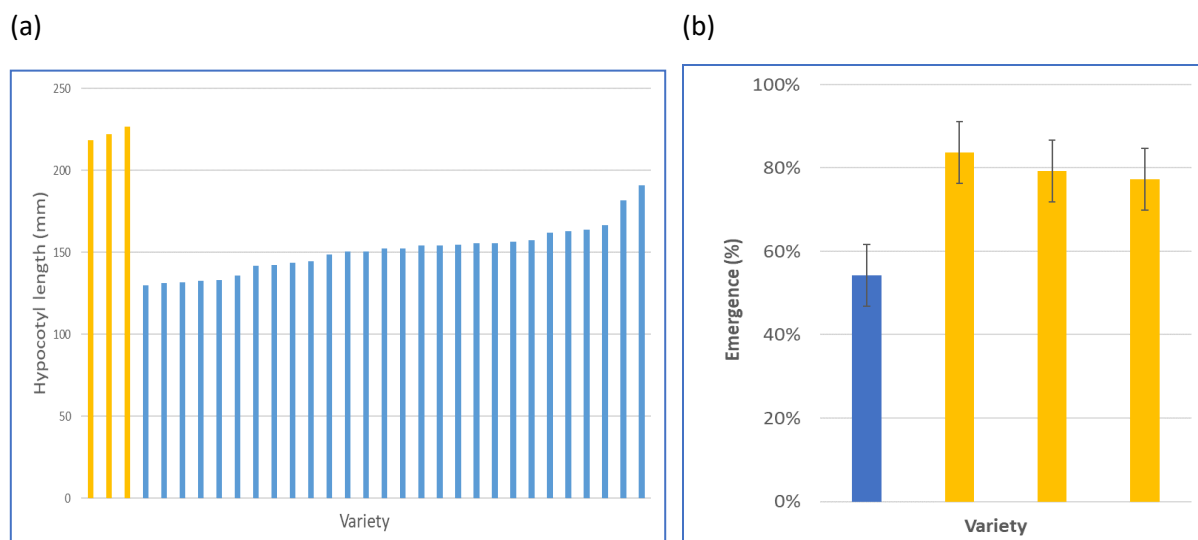 (a)
250
200
150
100
50
0
Hypocotyl length (mm)
Variety
(b)
100%
80%
60%
40%
20%
0%
Emergence (%)
Variety